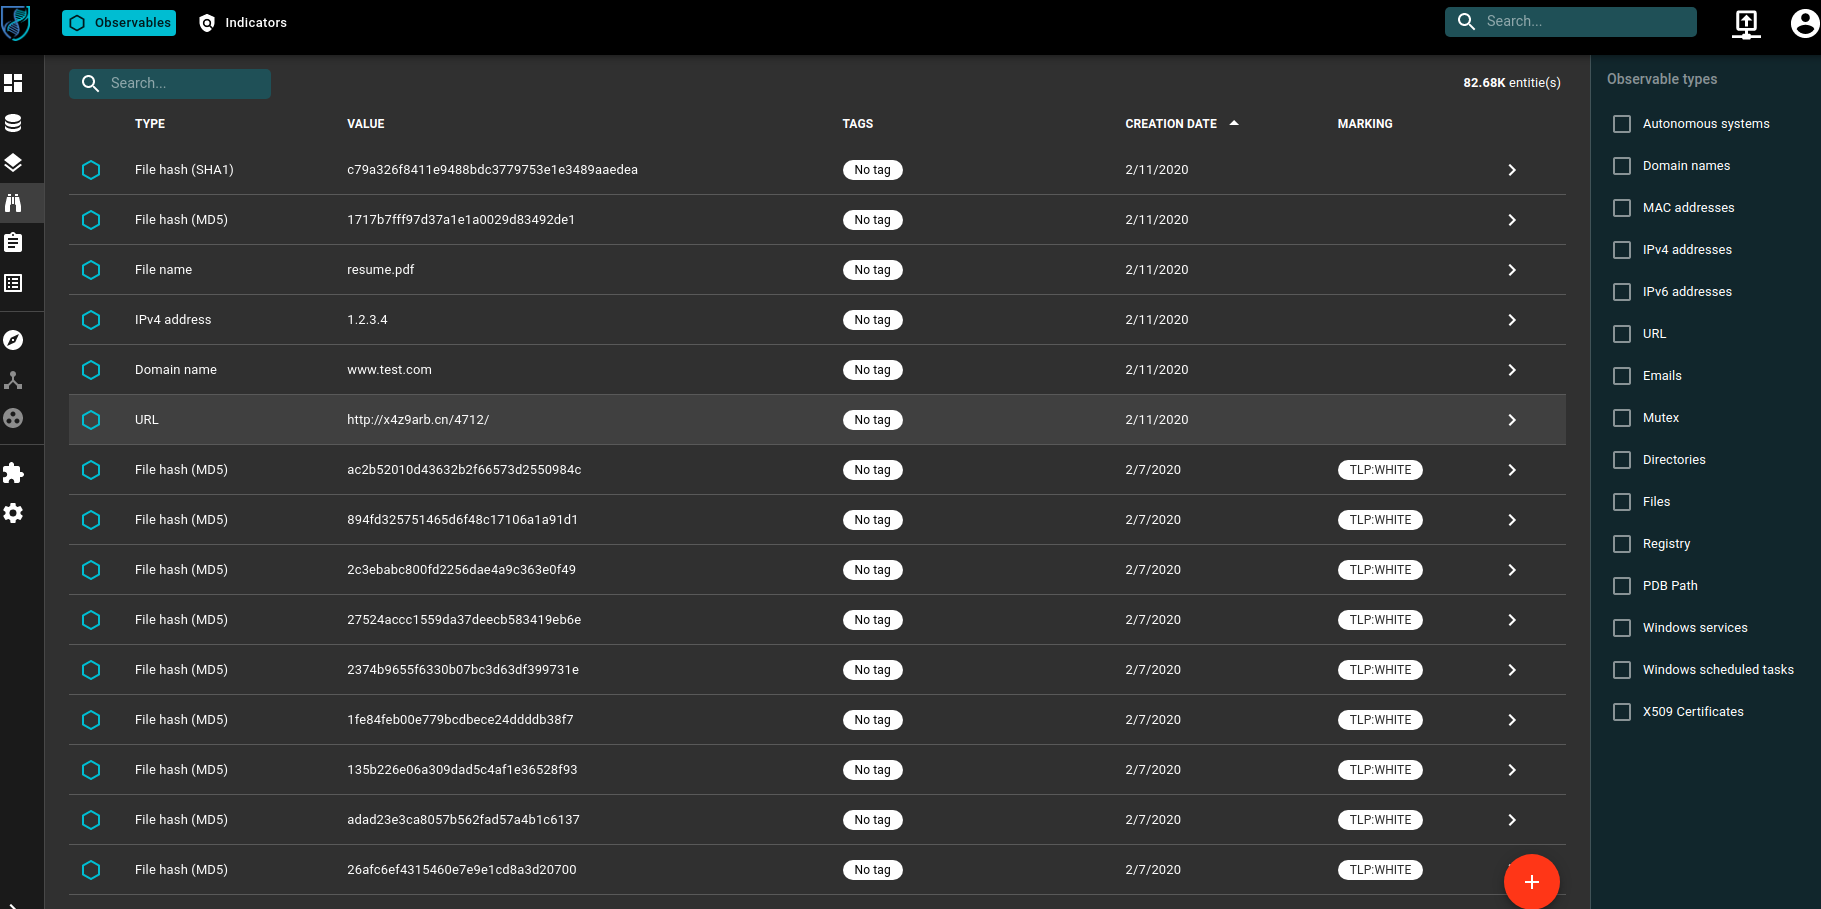 Observables Indicators Search...
Search... 82.68K entitie(s) Observable types
TYPE VALUE TAGS CREATION DATE MARKING
File hash (SHA1) c79a326f8411e9488bdc3779753e1e3489aaedea No tag 2/11/2020
File hash (MD5) 1717b7fff97d37a1e1a0029d83492de1 No tag 2/11/2020
File name resume.pdf No tag 2/11/2020
IPv4 address 1.2.3.4 No tag 2/11/2020
Domain name www.test.com No tag 2/11/2020
URL http://x4z9arb.cn/4712/ No tag 2/11/2020
File hash (MD5) ac2b52010d43632b2f66573d2550984c No tag 2/7/2020 TLP:WHITE
File hash (MD5) 894fd325751465d6f48c17106a1a91d1 No tag 2/7/2020 TLP:WHITE
File hash (MD5) 2c3ebabc800fd2256dae4a9c363e0f49 No tag 2/7/2020 TLP:WHITE
File hash (MD5) 27524accc1559da37deecb583419eb6e No tag 2/7/2020 TLP:WHITE
File hash (MD5) 2374b9655f6330b07bc3d63df399731e No tag 2/7/2020 TLP:WHITE
File hash (MD5) 1fe84feb00e779bcdbece24ddddb38f7 No tag 2/7/2020 TLP:WHITE
File hash (MD5) 135b226e06a309dad5c4af1e36528f93 No tag 2/7/2020 TLP:WHITE
File hash (MD5) adad23e3ca8057b562fad57a4b1c6137 No tag 2/7/2020 TLP:WHITE
File hash (MD5) 26afc6ef4315460e7e9e1cd8a3d20700 No tag 2/7/2020 TLP:WHITE
Autonomous systems
Domain names
MAC addresses
IPv4 addresses
IPv6 addresses
URL
Emails
Mutex
Directories
Files
Registry
PDB Path
Windows services
Windows scheduled tasks
X509 Certificates